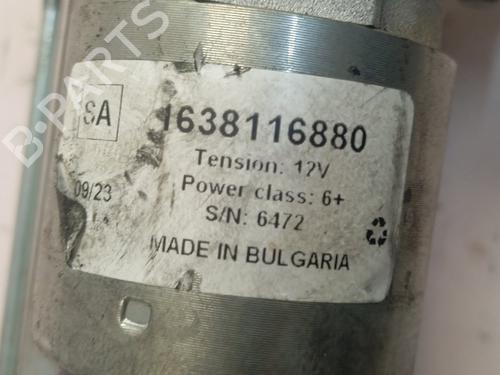 B-PARTS
SA
1638116880
Tension: 12V
09/23
Power class: 6+
S/N: 6472
MADE IN BULGARIA